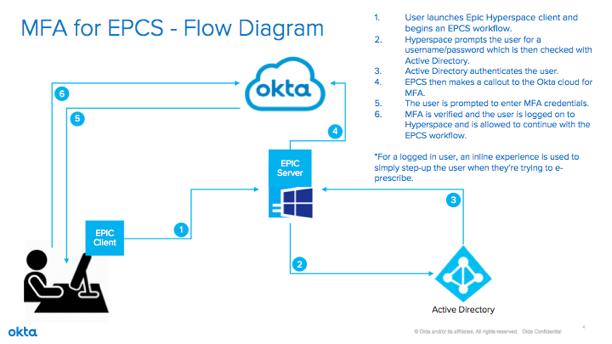 MFA for EPCS - Flow Diagram
1. User launches Epic Hyperspace client and
begins an EPCS workflow.
2. Hyperspace prompts the user for a
username/password which is then checked with
Active Directory.
3. Active Directory authenticates the user.
4. EPCS then makes a callout to the Okta cloud for
MFA.
5. The user is prompted to enter MFA credentials.
6. MFA is verified and the user is logged on to
Hyperspace and is allowed to continue with the
EPCS workflow.
*For a logged in user, an inline experience is used to
simply step-up the user when they're trying to e-
prescribe.
okta
6
5
4
EPIC
Server
EPIC
Client
1
3
2
Active Directory
okta
© Okta and/or its affiliates. All rights reserved. Okta Confidential
4